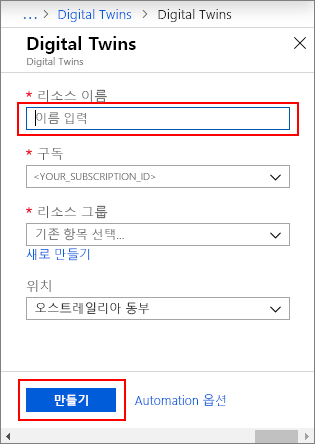 ... > Digital Twins > Digital Twins
Digital Twins
Digital Twins
* 리소스 이름
이름 입력
* 구독
<YOUR_SUBSCRIPTION_ID>
* 리소스 그룹
기존 항목 선택...
새로 만들기
위치
오스트레일리아 동부
만들기
Automation 옵션